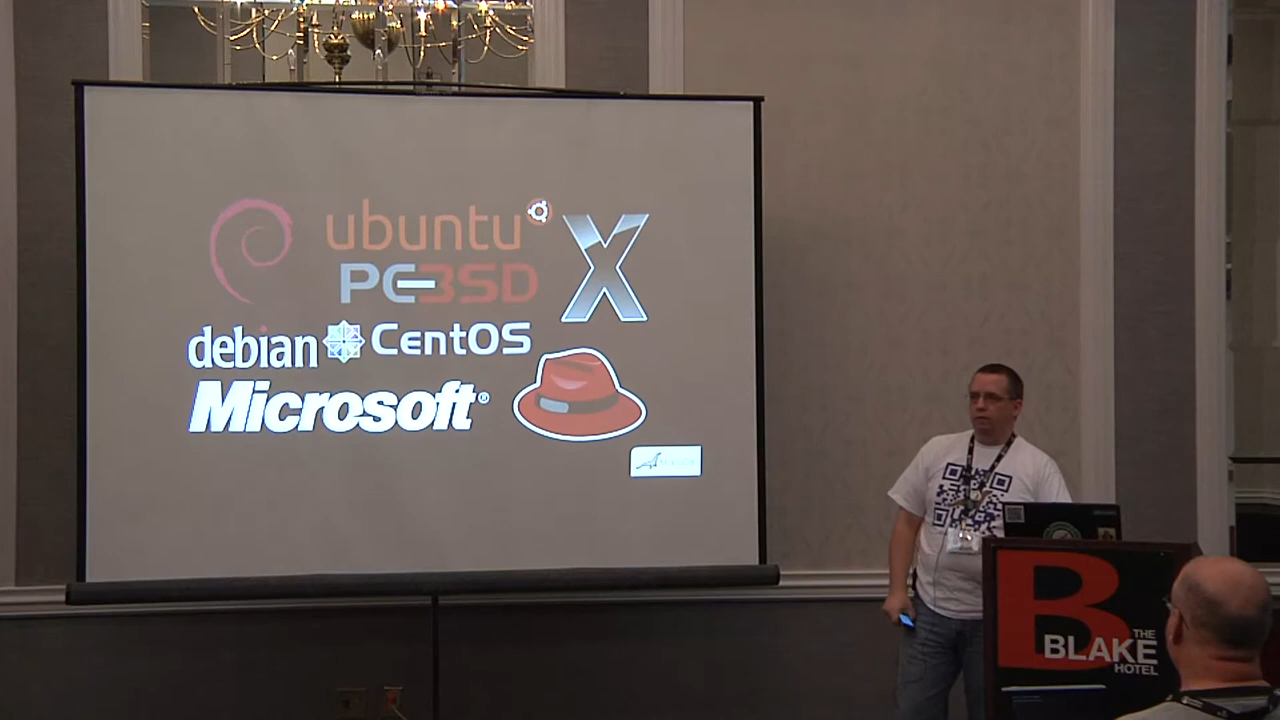 ubuntu
PC-BSD
X
debian
CentOS
Microsoft®
B
THE
BLAKE
HOTEL